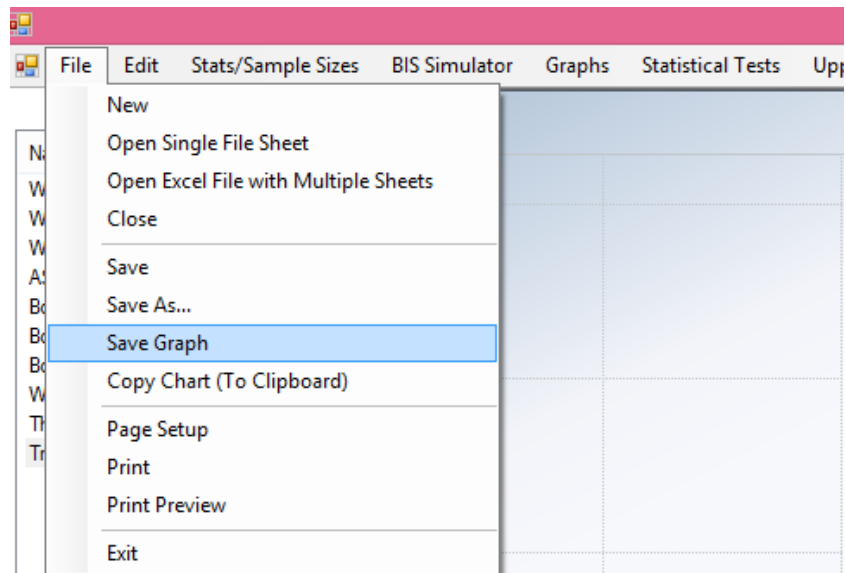 File Edit Stats/Sample Sizes BIS Simulator Graphs Statistical Tests
New
Open Single File Sheet
Open Excel File with Multiple Sheets
Close
Save
Save As...
Save Graph
Copy Chart (To Clipboard)
Page Setup
Print
Print Preview
Exit